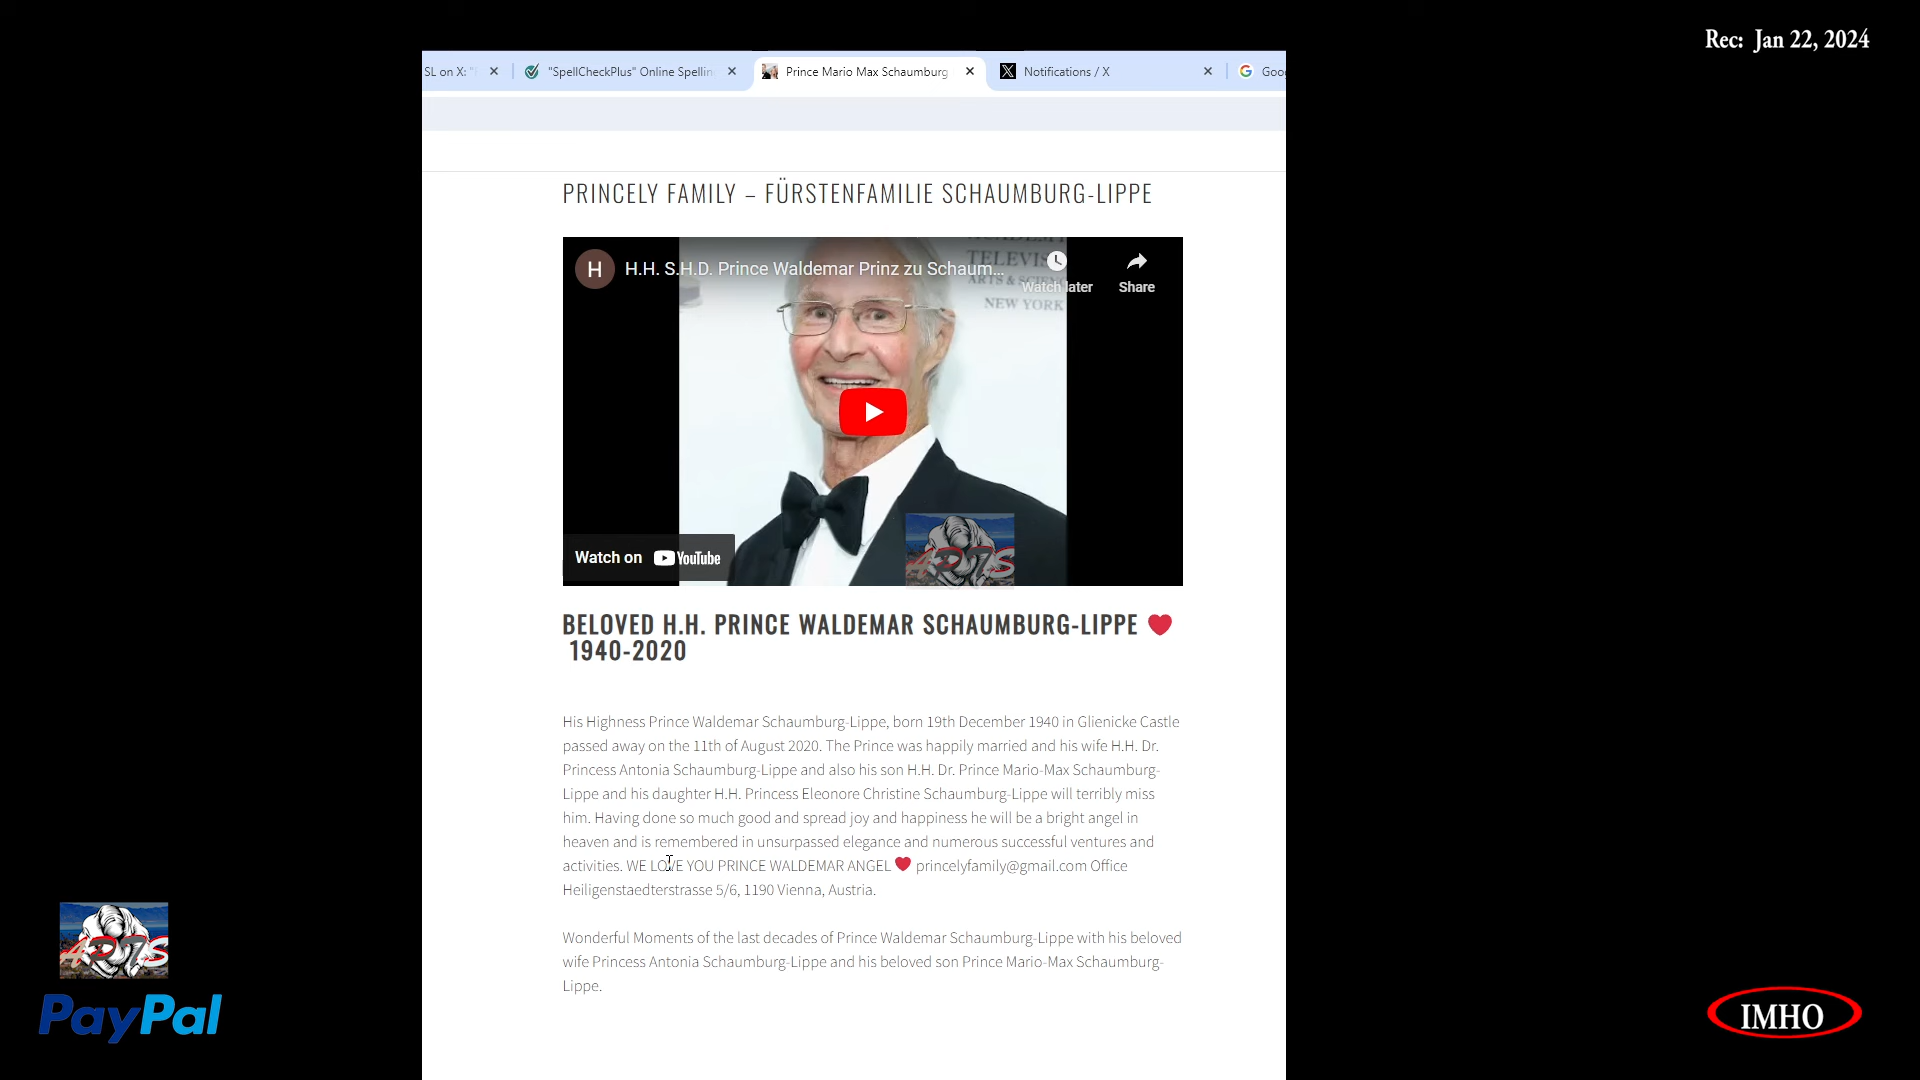 Rec: Jan 22, 2024
SL on X: "
"SpellCheckPlus" Online Spellin
Prince Mario Max Schaumburg
Notifications / X
Goo
PRINCELY FAMILY – FÜRSTENFAMILIE SCHAUMBURG-LIPPE
H
H.H. S.H.D. Prince Waldemar Prinz zu Schaum...
Watch later
Share
TELEVIS
ARTS & SCIEN
NEW YORK
Watch on YouTube
ADTS
BELOVED H.H. PRINCE WALDEMAR SCHAUMBURG-LIPPE ❤
1940-2020
His Highness Prince Waldemar Schaumburg-Lippe, born 19th December 1940 in Glienicke Castle
passed away on the 11th of August 2020. The Prince was happily married and his wife H.H. Dr.
Princess Antonia Schaumburg-Lippe and also his son H.H. Dr. Prince Mario-Max Schaumburg-
Lippe and his daughter H.H. Princess Eleonore Christine Schaumburg-Lippe will terribly miss
him. Having done so much good and spread joy and happiness he will be a bright angel in
heaven and is remembered in unsurpassed elegance and numerous successful ventures and
activities. WE LOVE YOU PRINCE WALDEMAR ANGEL ❤ princelyfamily@gmail.com Office
Heiligenstaedterstrasse 5/6, 1190 Vienna, Austria.
Wonderful Moments of the last decades of Prince Waldemar Schaumburg-Lippe with his beloved
wife Princess Antonia Schaumburg-Lippe and his beloved son Prince Mario-Max Schaumburg-
Lippe.
ADTS
PayPal
IMHO